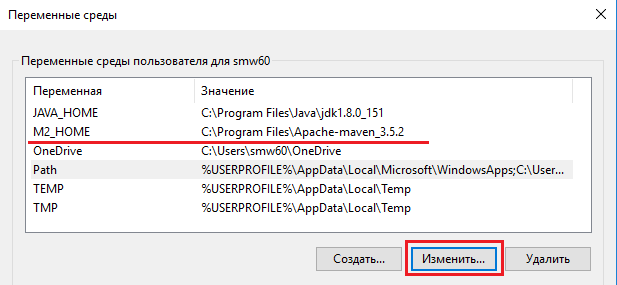 Переменные среды
Переменные среды пользователя для smw60
Переменная Значение
JAVA_HOME C:\Program Files\Java\jdk1.8.0_151
M2_HOME C:\Program Files\Apache-maven_3.5.2
OneDrive C:\Users\smw60\OneDrive
Path %USERPROFILE%\AppData\Local\Microsoft\WindowsApps;C:\User...
TEMP %USERPROFILE%\AppData\Local\Temp
TMP %USERPROFILE%\AppData\Local\Temp
Создать... Изменить... Удалить